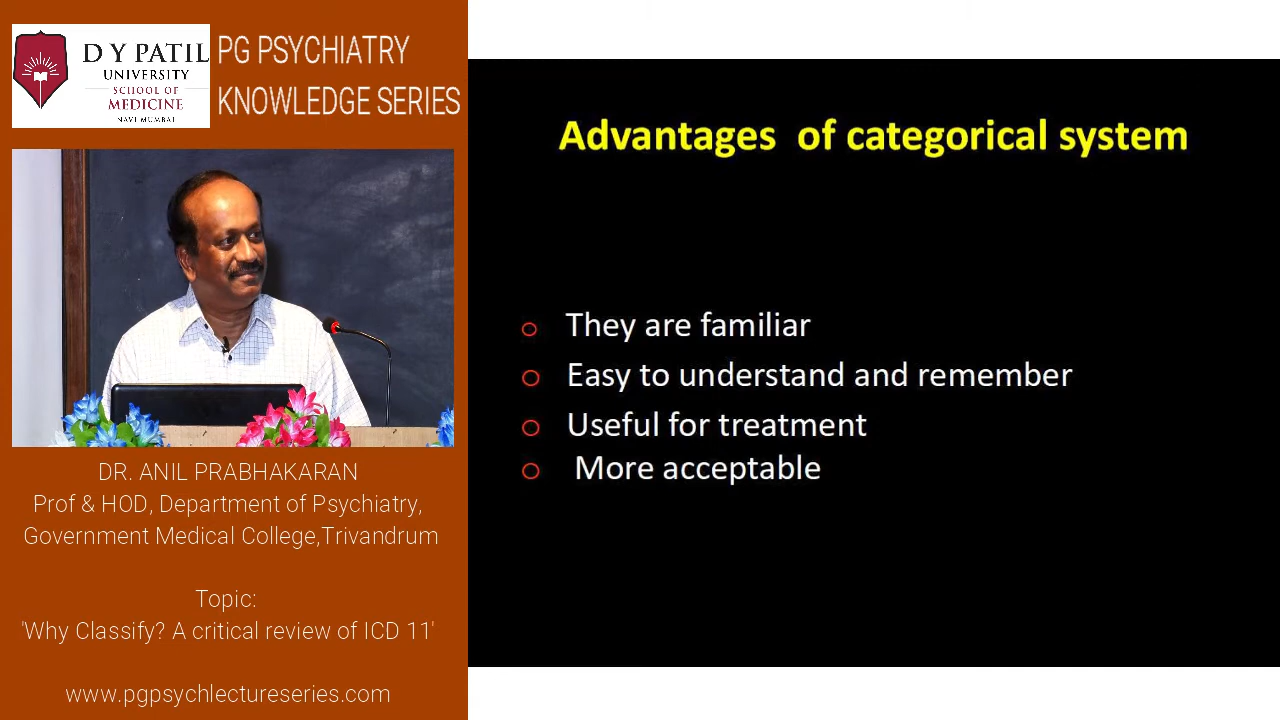 D Y PATIL
UNIVERSITY
SCHOOL OF
MEDICINE
NAVI MUMBAI
PG PSYCHIATRY
KNOWLEDGE SERIES
DR. ANIL PRABHAKARAN
Prof & HOD, Department of Psychiatry,
Government Medical College,Trivandrum
Topic:
'Why Classify? A critical review of ICD 11'
www.pgpsychlectureseries.com
Advantages of categorical system
o They are familiar
o Easy to understand and remember
o Useful for treatment
o More acceptable